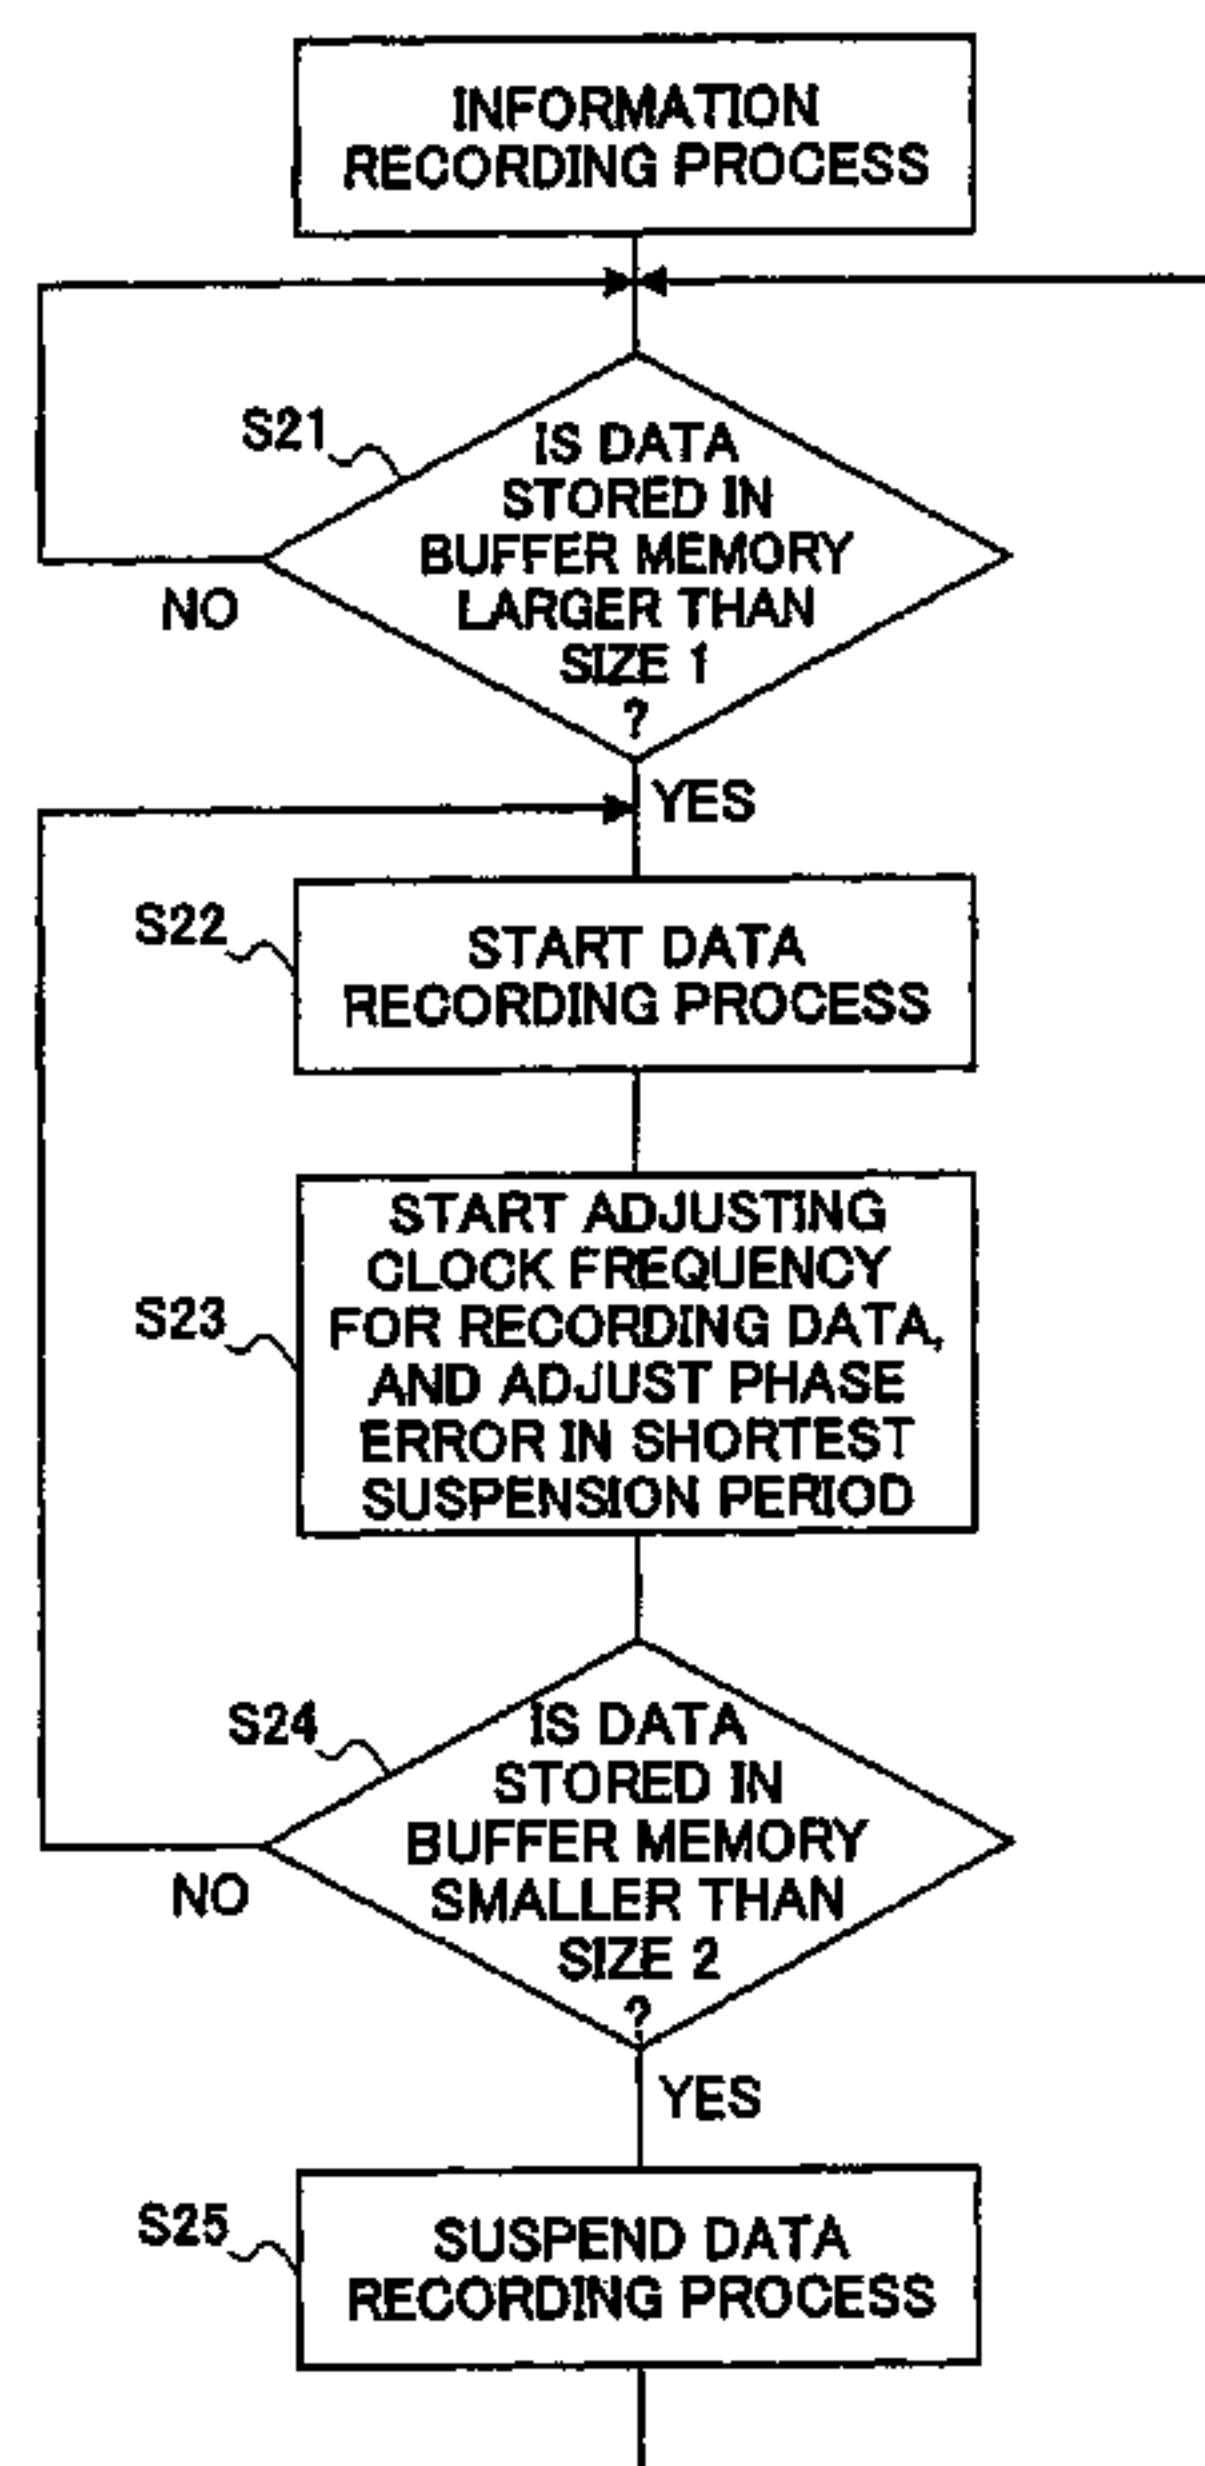 INFORMATION
RECORDING PROCESS
S21
IS DATA
STORED IN
BUFFER MEMORY
LARGER THAN
SIZE 1
?
NO
YES
S22
START DATA
RECORDING PROCESS
S23
START ADJUSTING
CLOCK FREQUENCY
FOR RECORDING DATA,
AND ADJUST PHASE
ERROR IN SHORTEST
SUSPENSION PERIOD
S24
IS DATA
STORED IN
BUFFER MEMORY
SMALLER THAN
SIZE 2
?
NO
YES
S25
SUSPEND DATA
RECORDING PROCESS